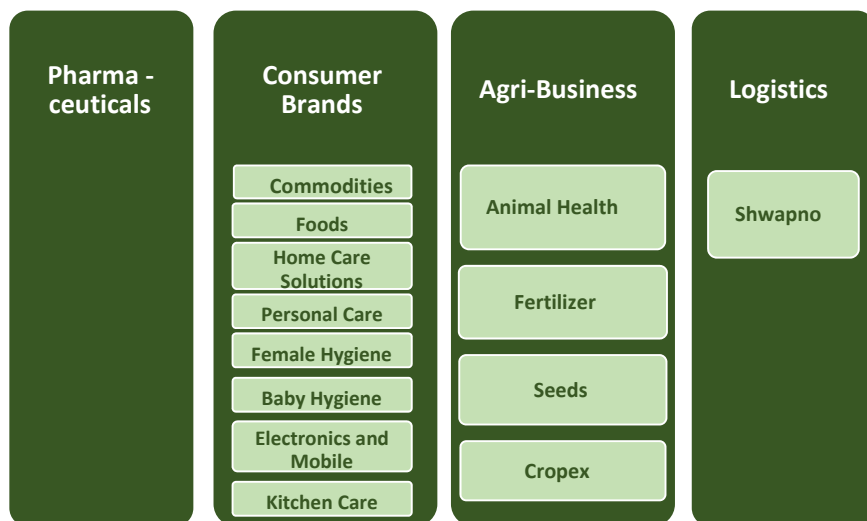 Pharma -
ceuticals
Consumer
Brands
Commodities
Foods
Home Care
Solutions
Personal Care
Female Hygiene
Baby Hygiene
Electronics and
Mobile
Kitchen Care
Agri-Business
Animal Health
Fertilizer
Seeds
Cropex
Logistics
Shwapno